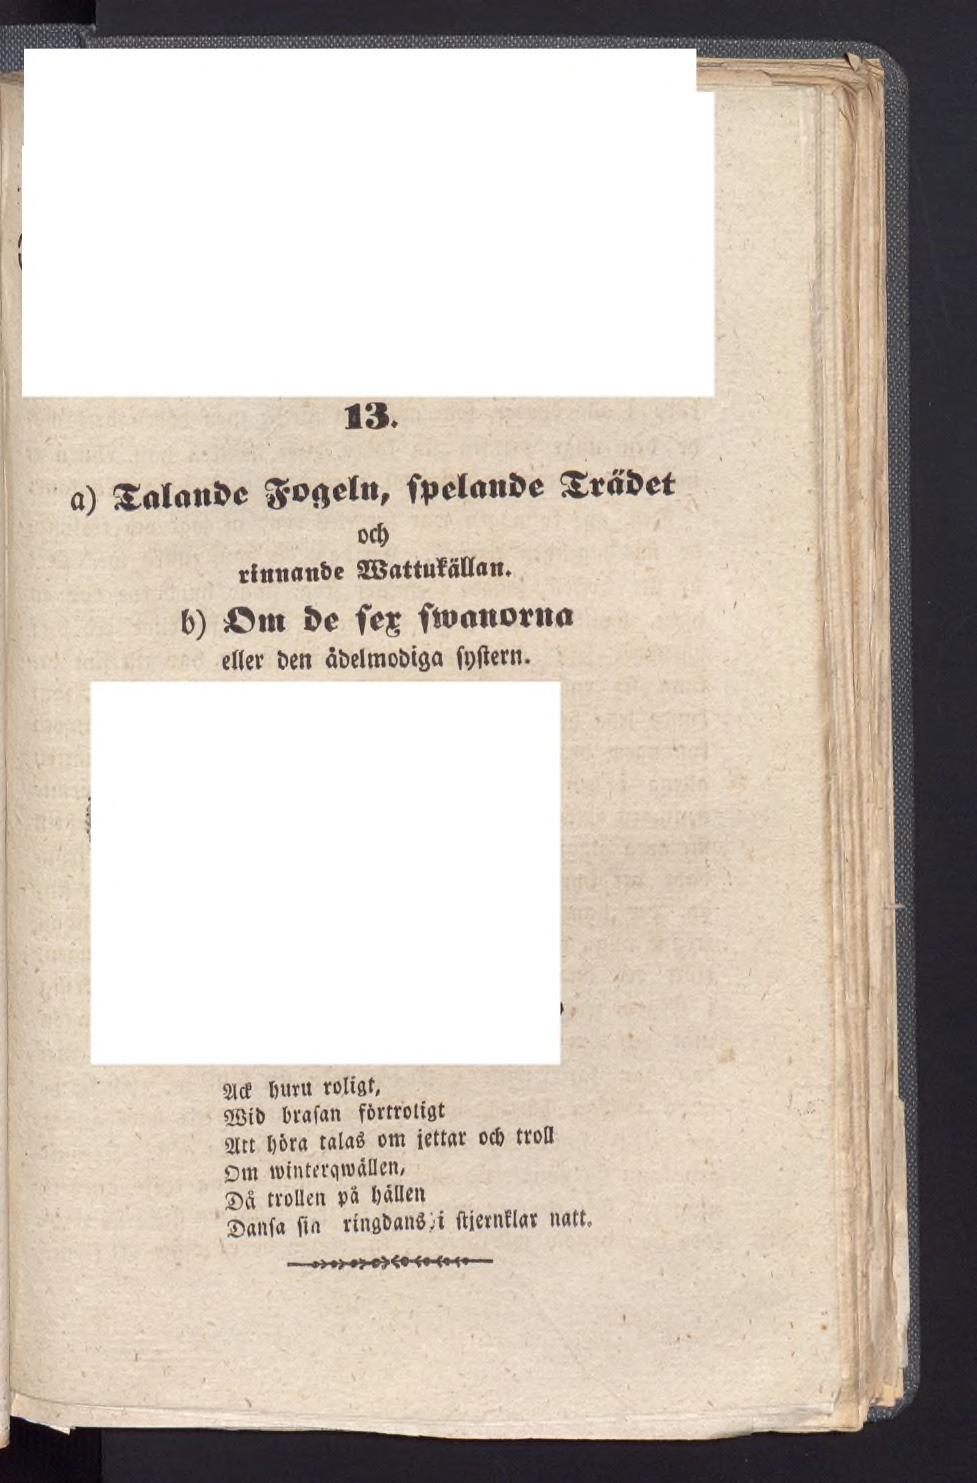 13.
a) Talande Fogeln, spelande Trädet
och
rinnande Wattukällan.
b) Om de sex swanorna
eller den ädelmodiga systern.
Ack huru roligt,
Wid brasan förtroligt
Att höra talas om jettar och troll
Om winterqwällen,
Då trollen på hällen
Dansa sin ringdans i stjernklar natt.